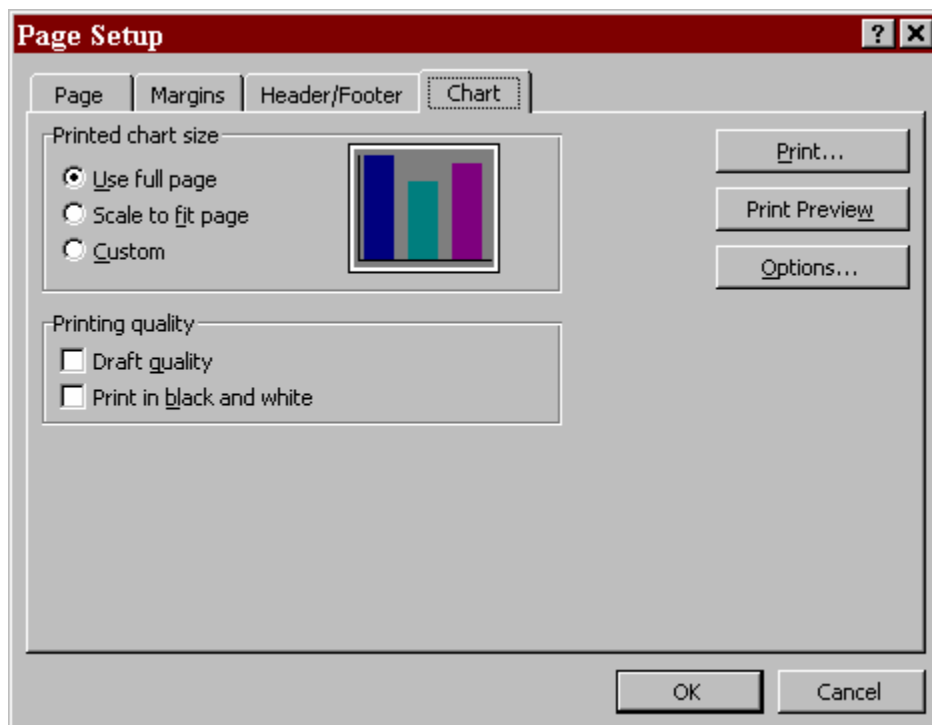 Page Setup
?
Page Margins Header/Footer Chart
Printed chart size
Use full page
Scale to fit page
Custom
Print...
Print Preview
Options...
Printing quality
Draft quality
Print in black and white
OK Cancel